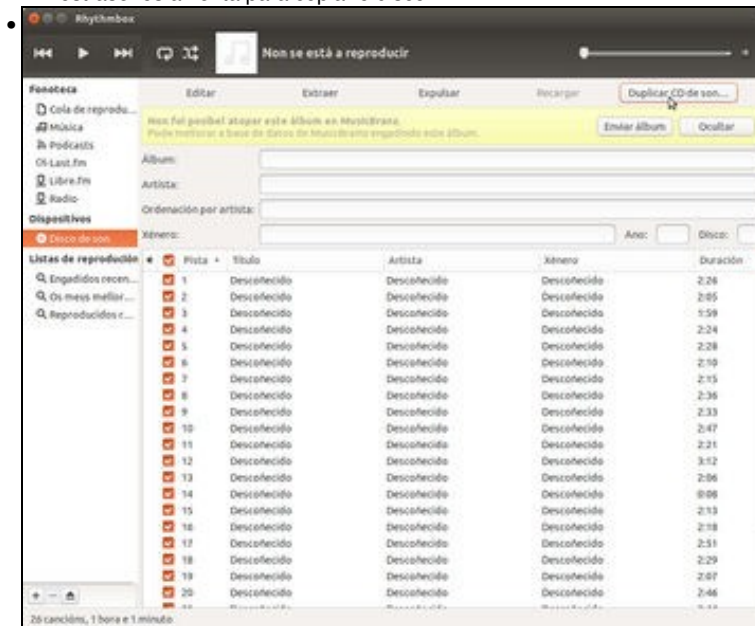 Rhythmbox
Non se está a reproducir
Fonoteca
Cola de reprodu...
Música
Podcasts
Last.fm
Libre.fm
Radio
Dispositivos
Disco de son
Listas de reprodución
Engadidos recen...
Os meus mellor...
Reproducidos r...
Editar Extraer Expulsar Recargar Duplicar CD de son...
Non foi posíbel atopar este álbum en MusicBrainz.
Pode mellorar a base de datos de MusicBrainz engadindo este álbum.
Enviar álbum Ocultar
Álbum:
Artista:
Ordenación por artista:
Xénero: Ano: Disco:
Pista Título Artista Xénero Duración
1 Descoñecido Descoñecido Descoñecido 2:26
2 Descoñecido Descoñecido Descoñecido 2:05
3 Descoñecido Descoñecido Descoñecido 1:59
4 Descoñecido Descoñecido Descoñecido 2:24
5 Descoñecido Descoñecido Descoñecido 2:28
6 Descoñecido Descoñecido Descoñecido 2:10
7 Descoñecido Descoñecido Descoñecido 2:15
8 Descoñecido Descoñecido Descoñecido 2:36
9 Descoñecido Descoñecido Descoñecido 2:33
10 Descoñecido Descoñecido Descoñecido 2:47
11 Descoñecido Descoñecido Descoñecido 2:21
12 Descoñecido Descoñecido Descoñecido 3:12
13 Descoñecido Descoñecido Descoñecido 2:06
14 Descoñecido Descoñecido Descoñecido 0:08
15 Descoñecido Descoñecido Descoñecido 2:13
16 Descoñecido Descoñecido Descoñecido 2:18
17 Descoñecido Descoñecido Descoñecido 2:51
18 Descoñecido Descoñecido Descoñecido 2:29
19 Descoñecido Descoñecido Descoñecido 2:07
20 Descoñecido Descoñecido Descoñecido 2:46
26 cancións, 1 hora e 1 minuto